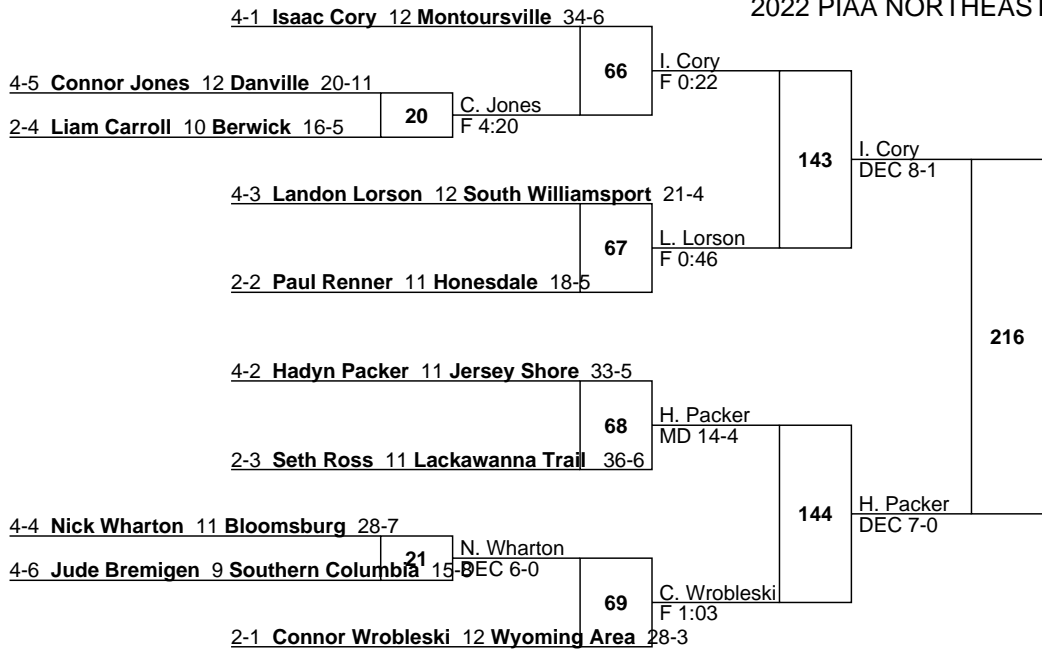 2022 PIAA NORTHEAST
4-1 Isaac Cory 12 Montoursville 34-6
66
I. Cory
F 0:22
4-5 Connor Jones 12 Danville 20-11
20
C. Jones
F 4:20
2-4 Liam Carroll 10 Berwick 16-5
143
I. Cory
DEC 8-1
4-3 Landon Lorson 12 South Williamsport 21-4
67
L. Lorson
F 0:46
2-2 Paul Renner 11 Honesdale 18-5
216
4-2 Hadyn Packer 11 Jersey Shore 33-5
68
H. Packer
MD 14-4
2-3 Seth Ross 11 Lackawanna Trail 36-6
144
H. Packer
DEC 7-0
4-4 Nick Wharton 11 Bloomsburg 28-7
21
N. Wharton
DEC 6-0
4-6 Jude Bremigen 9 Southern Columbia 15-8
69
C. Wrobleski
F 1:03
2-1 Connor Wrobleski 12 Wyoming Area 28-3